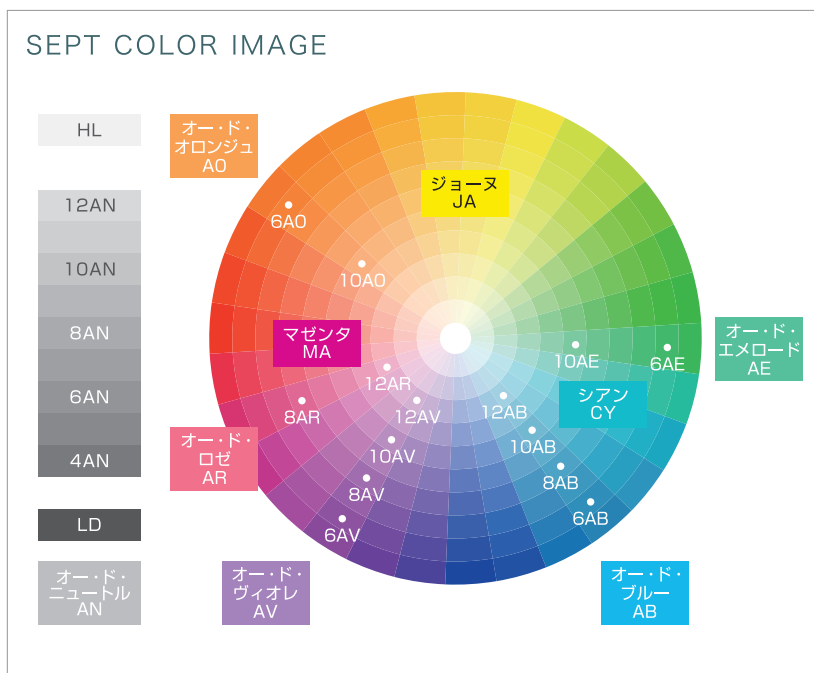 SEPT COLOR IMAGE
HL
12AN
10AN
8AN
6AN
4AN
LD
オー・ド・
ニュートル
AN
オー・ド・
オロンジュ
AO
ジョーヌ
JA
6AO
10AO
マゼンタ
MA
10AE
6AE
オー・ド・
エメロード
AE
12AR
8AR
12AV
12AB
シアン
CY
10AV
10AB
オー・ド・
ロゼ
AR
8AV
8AB
6AV
6AB
オー・ド・
ヴィオレ
AV
オー・ド・
ブルー
AB